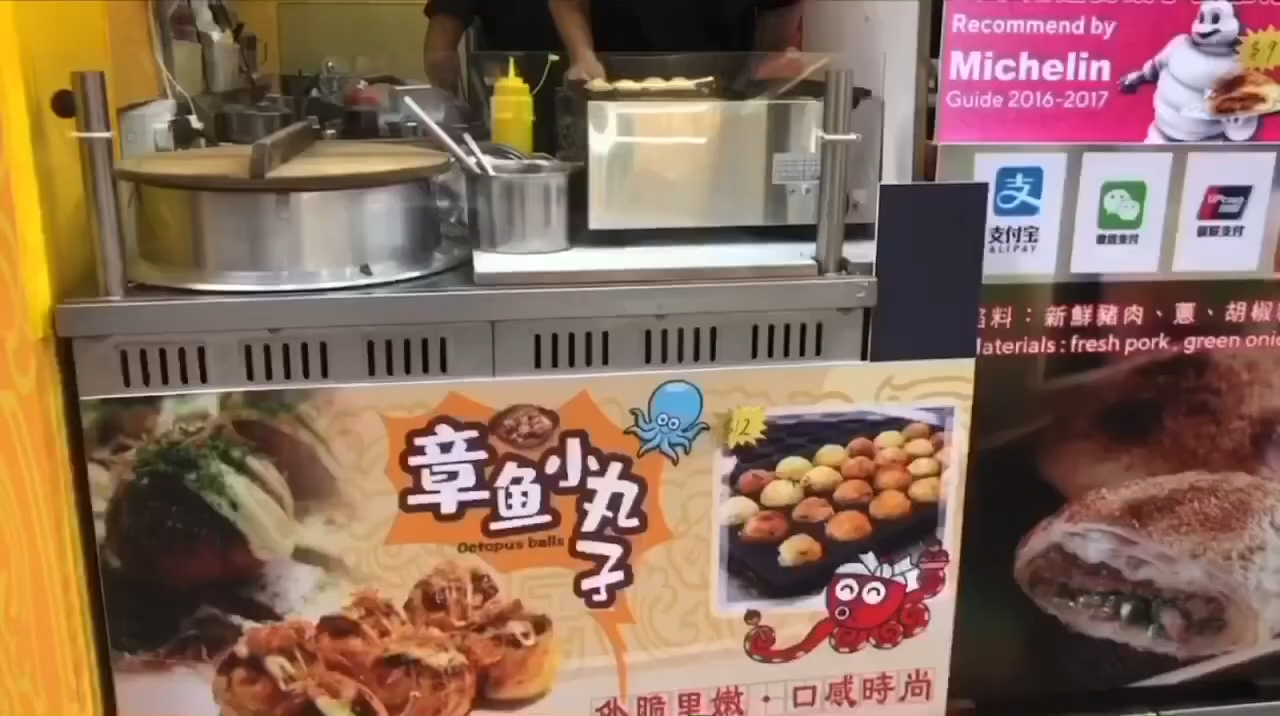 Recommend by
Michelin
Guide 2016-2017
支付宝
ALIPAY
微信支付
银联支付
餡料：新鮮豬肉、蔥、胡椒
Materials : fresh pork , green onio
章鱼小丸子
Octopus balls
12
外脆里嫩・口感時尚